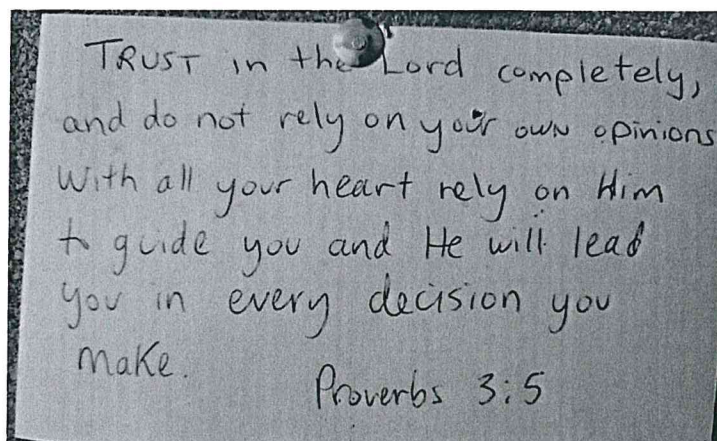 TRUST in the Lord completely,
and do not rely on your own opinions
With all your heart rely on Him
to guide you and He will lead
you in every decision you
make.
Proverbs 3:5